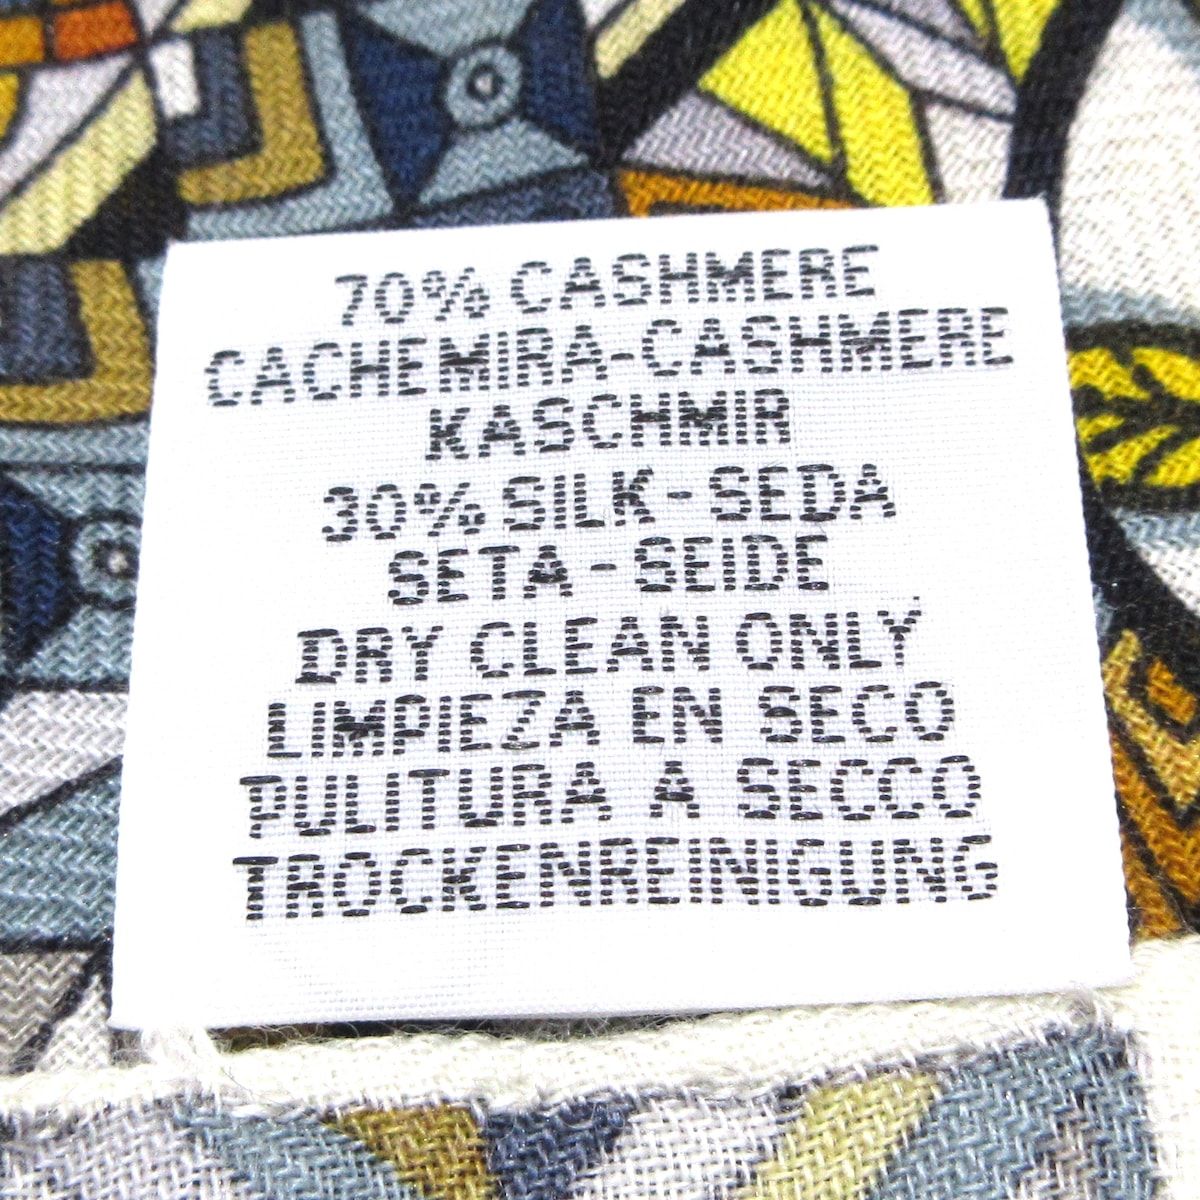 70% CASHMERE
CACHEMIRA-CASHMERE
KASCHMIR
30% SILK-SEDA
SETA-SEIDE
DRY CLEAN ONLY
LIMPIEZA EN SECO
PULITURA A SECCO
TROCKENREINIGUNG